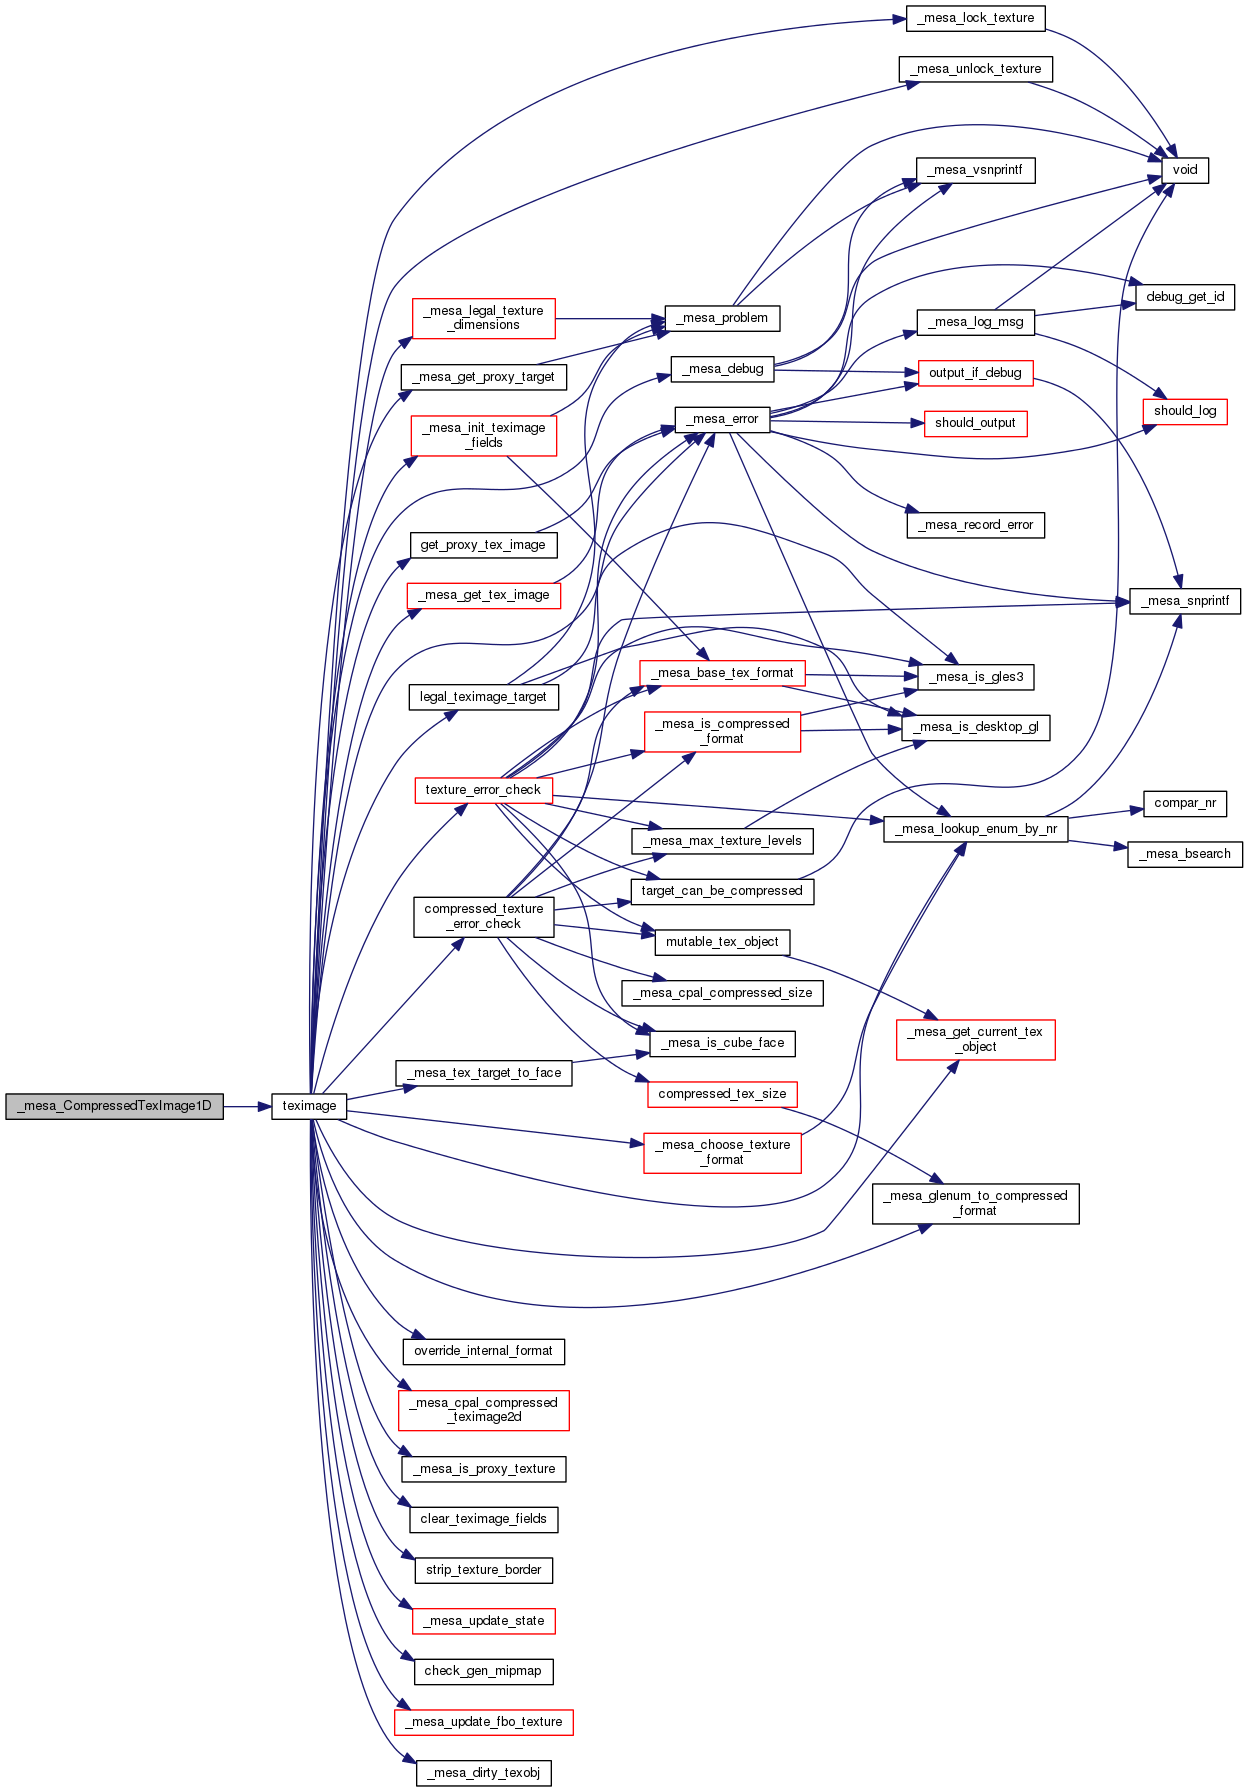 _mesa_lock_texture
_mesa_unlock_texture
_mesa_vsnprintf
void
_mesa_legal_texture
_dimensions
_mesa_problem
_mesa_log_msg
debug_get_id
_mesa_get_proxy_target
_mesa_debug
output_if_debug
_mesa_init_teximage
_fields
_mesa_error
should_output
should_log
_mesa_record_error
get_proxy_tex_image
_mesa_get_tex_image
_mesa_snprintf
legal_teximage_target
_mesa_base_tex_format
_mesa_is_gles3
_mesa_is_compressed
_format
_mesa_is_desktop_gl
texture_error_check
_mesa_max_texture_levels
_mesa_lookup_enum_by_nr
compar_nr
_mesa_bsearch
target_can_be_compressed
compressed_texture
_error_check
mutable_tex_object
_mesa_cpal_compressed_size
_mesa_get_current_tex
_object
_mesa_is_cube_face
_mesa_tex_target_to_face
compressed_tex_size
_mesa_CompressedTexImage1D
teximage
_mesa_choose_texture
_format
_mesa_glenum_to_compressed
_format
override_internal_format
_mesa_cpal_compressed
_teximage2d
_mesa_is_proxy_texture
clear_teximage_fields
strip_texture_border
_mesa_update_state
check_gen_mipmap
_mesa_update_fbo_texture
_mesa_dirty_texobj